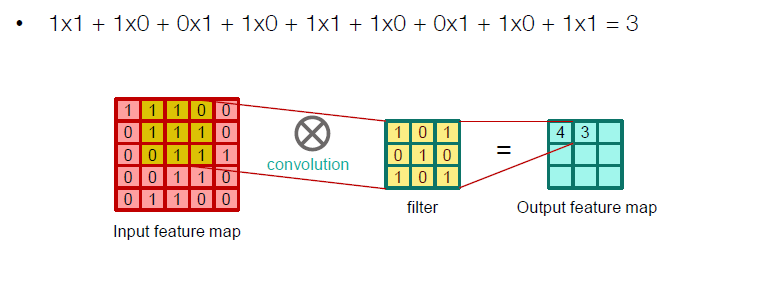 • 1x1 + 1x0 + 0x1 + 1x0 + 1x1 + 1x0 + 0x1 + 1x0 + 1x1 = 3
1 1 1 0 0
0 1 1 1 0
0 0 1 1 1
0 0 1 1 0
0 1 1 0 0
Input feature map
convolution
1 0 1
0 1 0
1 0 1
filter
=
4 3
Output feature map